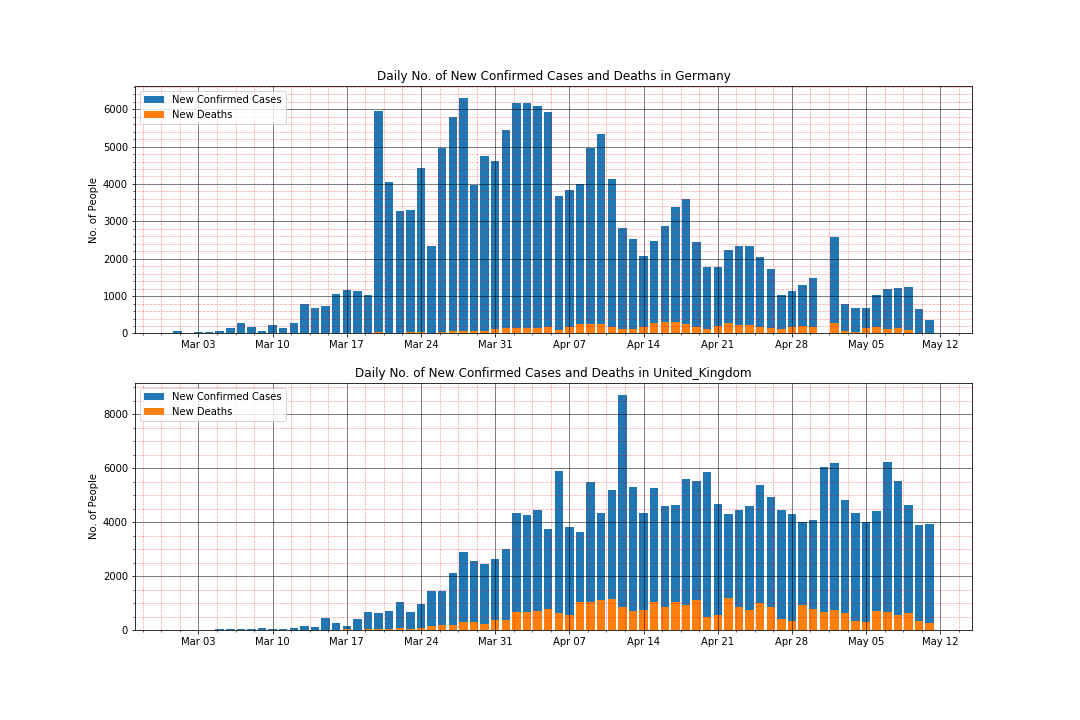 Daily No. of New Confirmed Cases and Deaths in Germany
New Confirmed Cases
New Deaths
No. of People
6000
5000
4000
3000
2000
1000
0
Mar 03 Mar 10 Mar 17 Mar 24 Mar 31 Apr 07 Apr 14 Apr 21 Apr 28 May 05 May 12
Daily No. of New Confirmed Cases and Deaths in United_Kingdom
New Confirmed Cases
New Deaths
No. of People
8000
6000
4000
2000
0
Mar 03 Mar 10 Mar 17 Mar 24 Mar 31 Apr 07 Apr 14 Apr 21 Apr 28 May 05 May 12